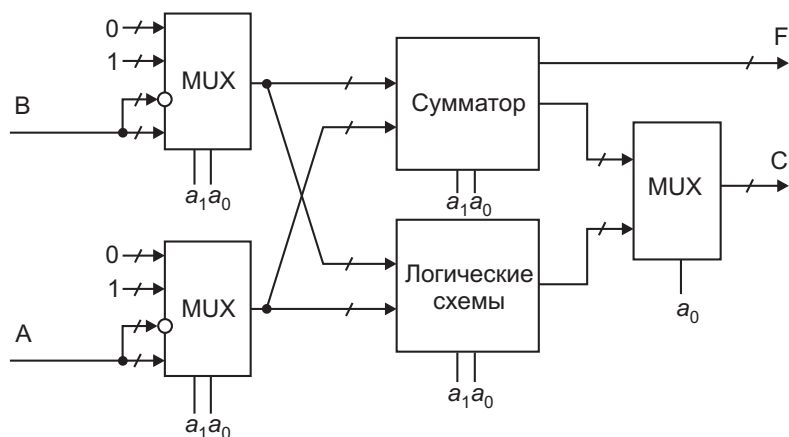 0
1
B
MUX
a₁a₀
0
1
A
MUX
a₁a₀
Сумматор
a₁a₀
Логические
схемы
a₁a₀
F
MUX
C
a₀